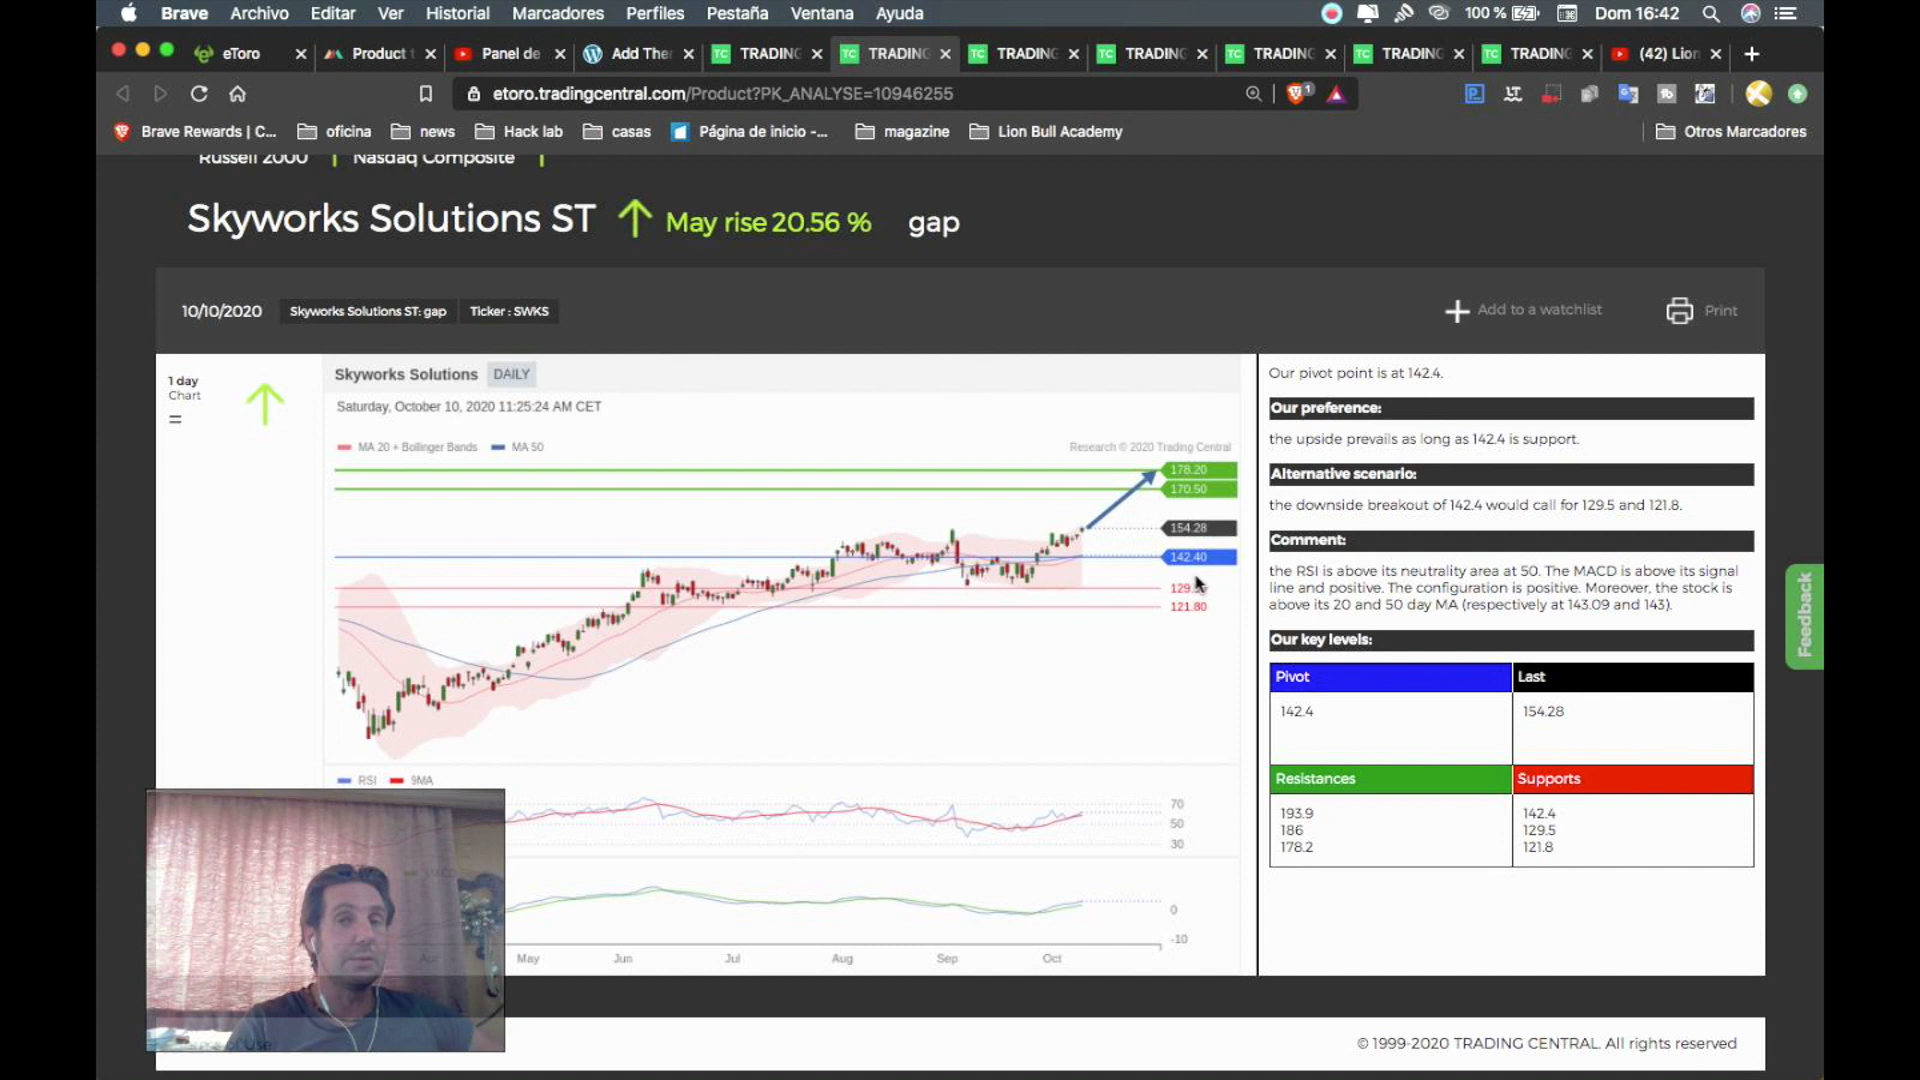 Brave Archivo Editar Ver Historial Marcadores Perfiles Pestaña Ventana Ayuda 100 % Dom 16:42
eToro Product Panel de Add The TRADING TRADING TRADING TRADING TRADING TRADING TRADING (42) Lion
etoro.tradingcentral.com/Product?PK_ANALYSE=10946255
Brave Rewards | C... oficina news Hack lab casas Página de inicio -... magazine Lion Bull Academy Otros Marcadores
Russell 2000 Nasdaq Composite
Skyworks Solutions ST May rise 20.56 % gap
10/10/2020 Skyworks Solutions ST: gap Ticker : SWKS Add to a watchlist Print
1 day
Chart
Skyworks Solutions DAILY
Saturday, October 10, 2020 11:25:24 AM CET
MA 20 + Bollinger Bands MA 50 Research © 2020 Trading Central
178.20
170.50
154.28
142.40
121.80
RSI 9MA
70
50
30
0
-10
May Jun Jul Aug Sep Oct
Our pivot point is at 142.4.
Our preference:
the upside prevails as long as 142.4 is support.
Alternative scenario:
the downside breakout of 142.4 would call for 129.5 and 121.8.
Comment:
the RSI is above its neutrality area at 50. The MACD is above its signal
line and positive. The configuration is positive. Moreover, the stock is
above its 20 and 50 day MA (respectively at 143.09 and 143).
Our key levels:
Pivot Last
142.4 154.28
Resistances Supports
193.9 142.4
186 129.5
178.2 121.8
Feedback
of Use
© 1999-2020 TRADING CENTRAL. All rights reserved